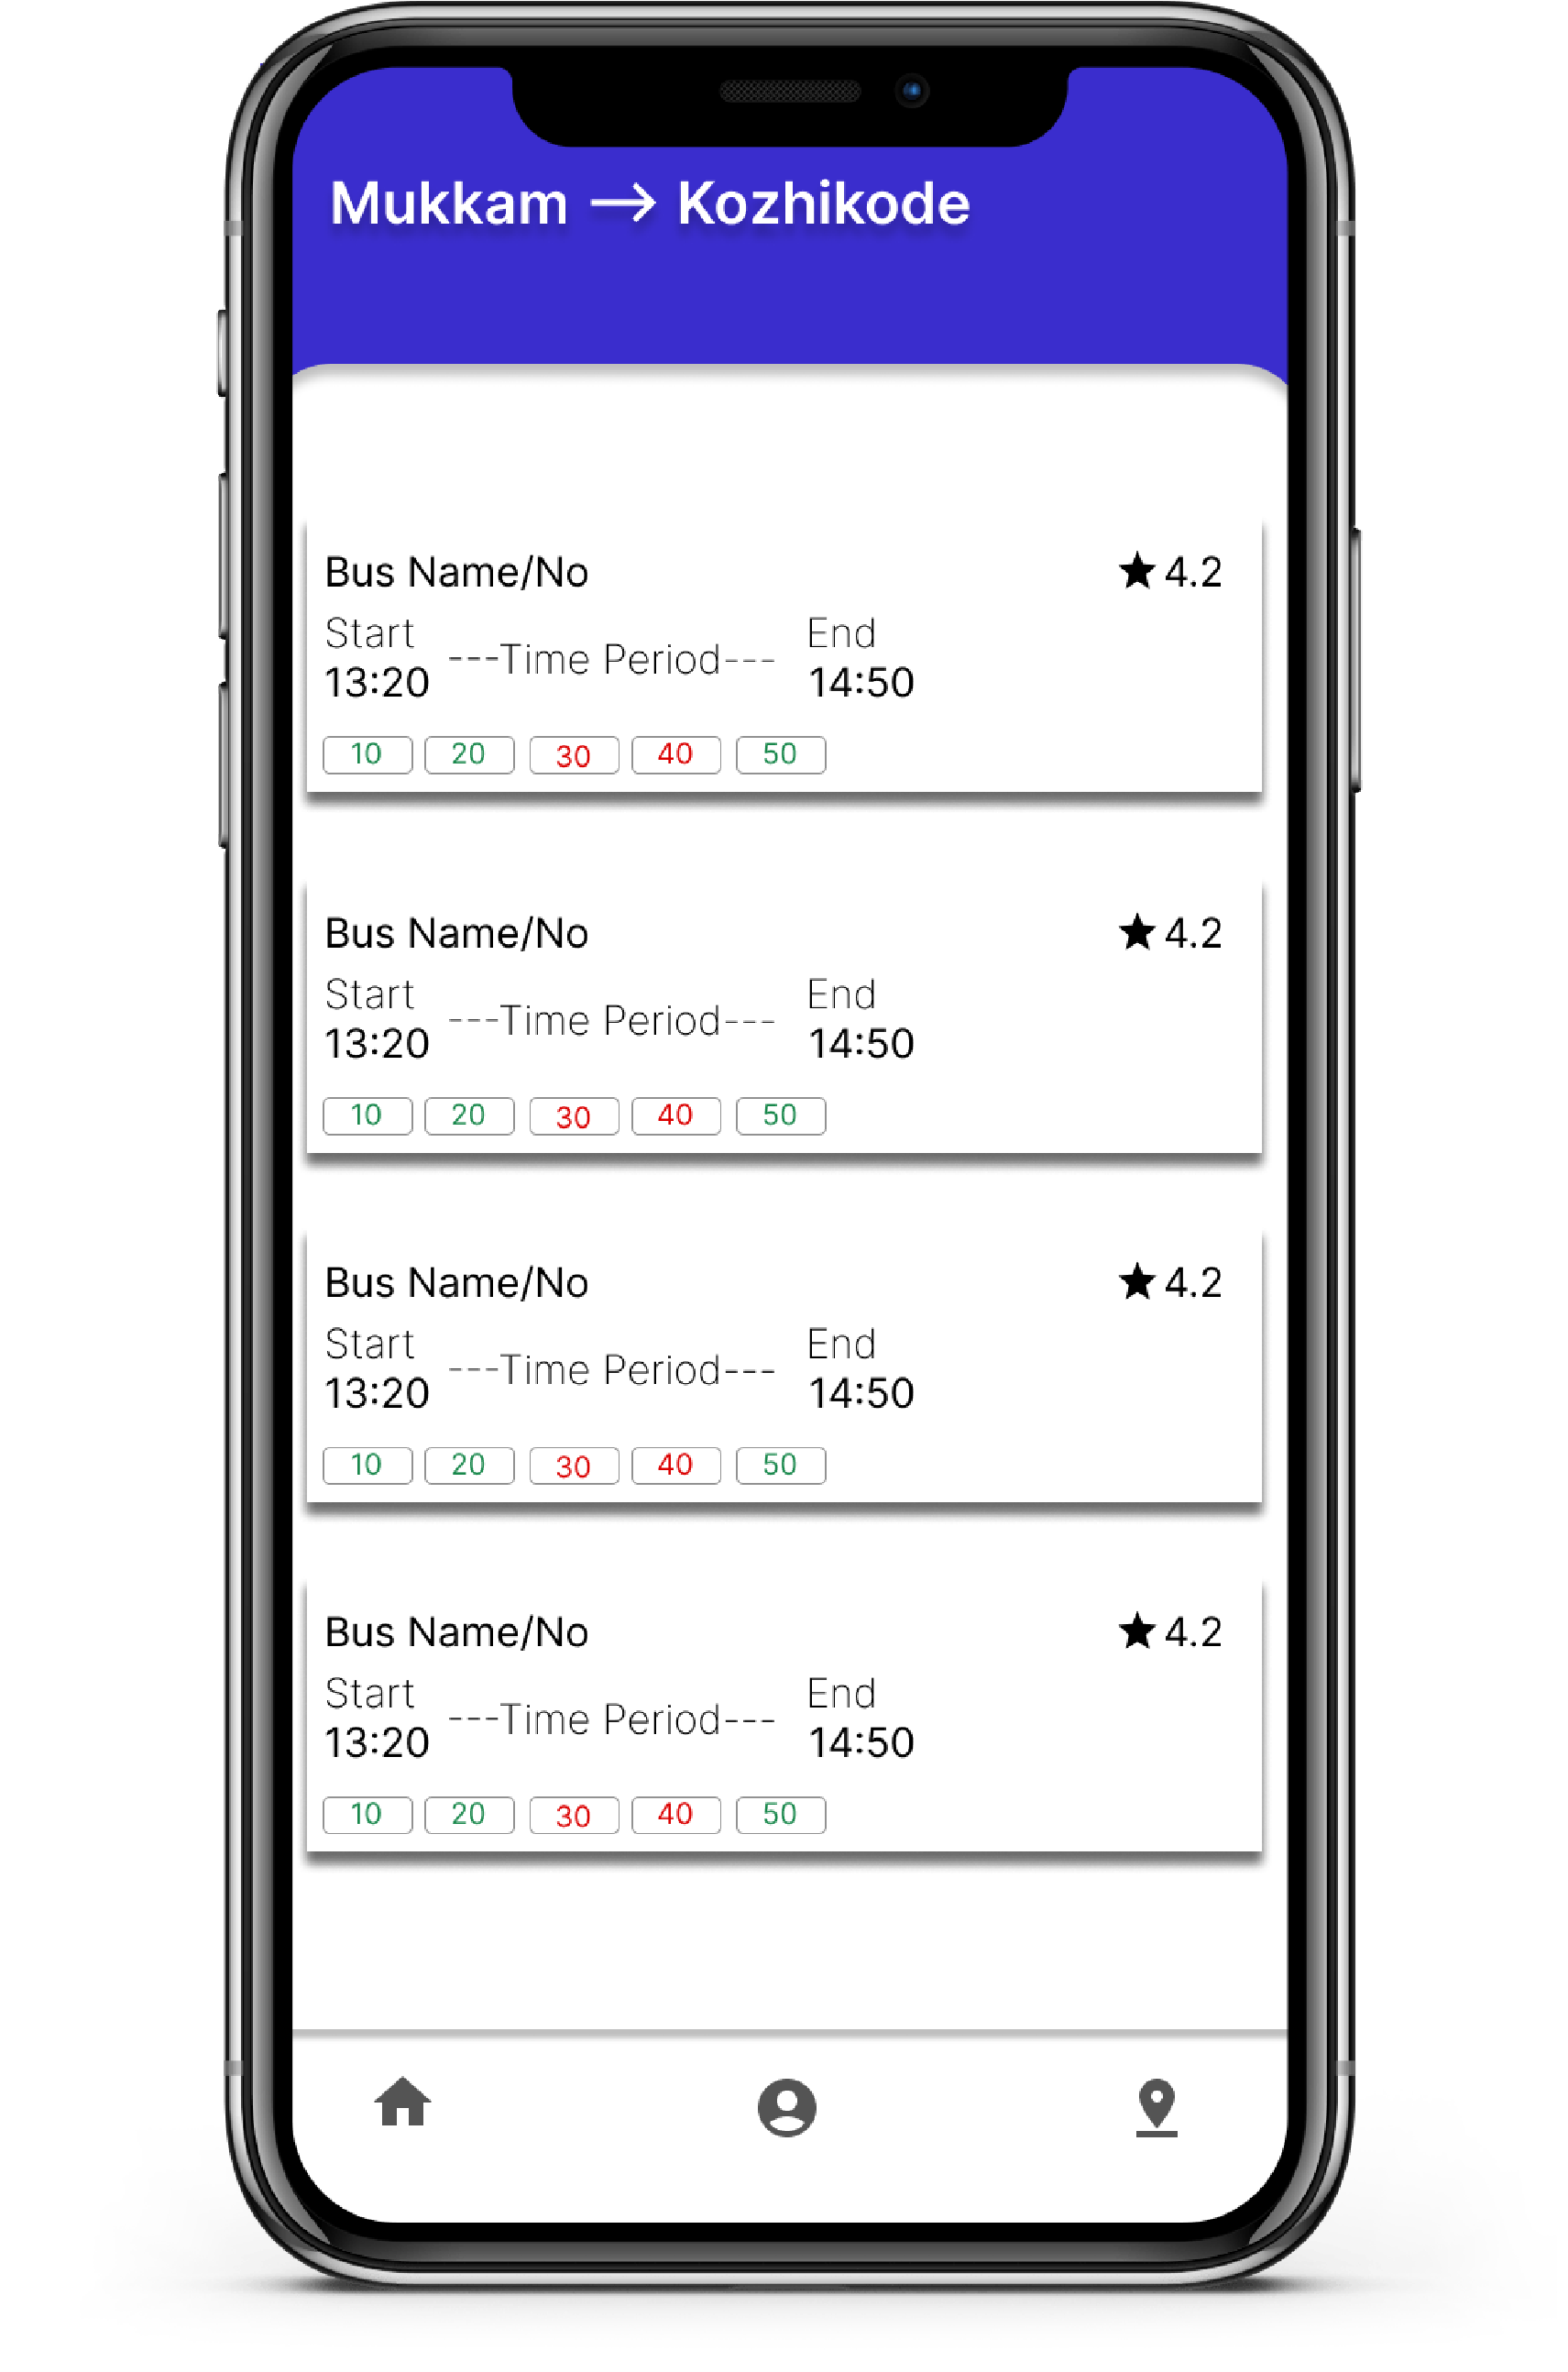 Mukkam → Kozhikode
Bus Name/No ★ 4.2
Start ---Time Period--- End
13:20 14:50
10 20 30 40 50
Bus Name/No ★ 4.2
Start ---Time Period--- End
13:20 14:50
10 20 30 40 50
Bus Name/No ★ 4.2
Start ---Time Period--- End
13:20 14:50
10 20 30 40 50
Bus Name/No ★ 4.2
Start ---Time Period--- End
13:20 14:50
10 20 30 40 50